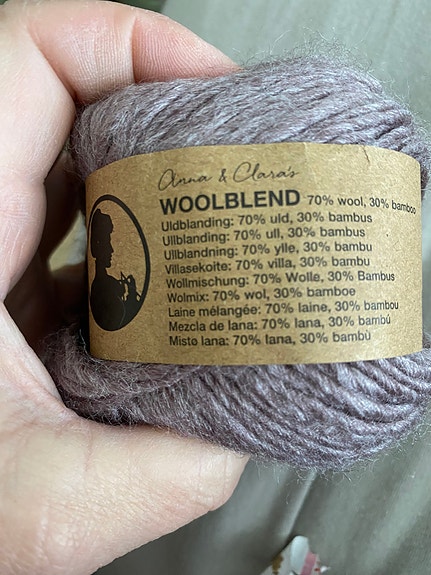 Anna & Clara's
WOOLBLEND 70% wool, 30% bamboo
Uldblanding: 70% uld, 30% bambus
Ullblanding: 70% ull, 30% bambus
Ullblandning: 70% ylle, 30% bambu
Villasekoite: 70% villa, 30% bambu
Wollmischung: 70% Wolle, 30% Bambus
Wolmix: 70% wol, 30% bamboe
Laine mélangée: 70% laine, 30% bambou
Mezcla de lana: 70% lana, 30% bambú
Misto lana: 70% lana, 30% bambù